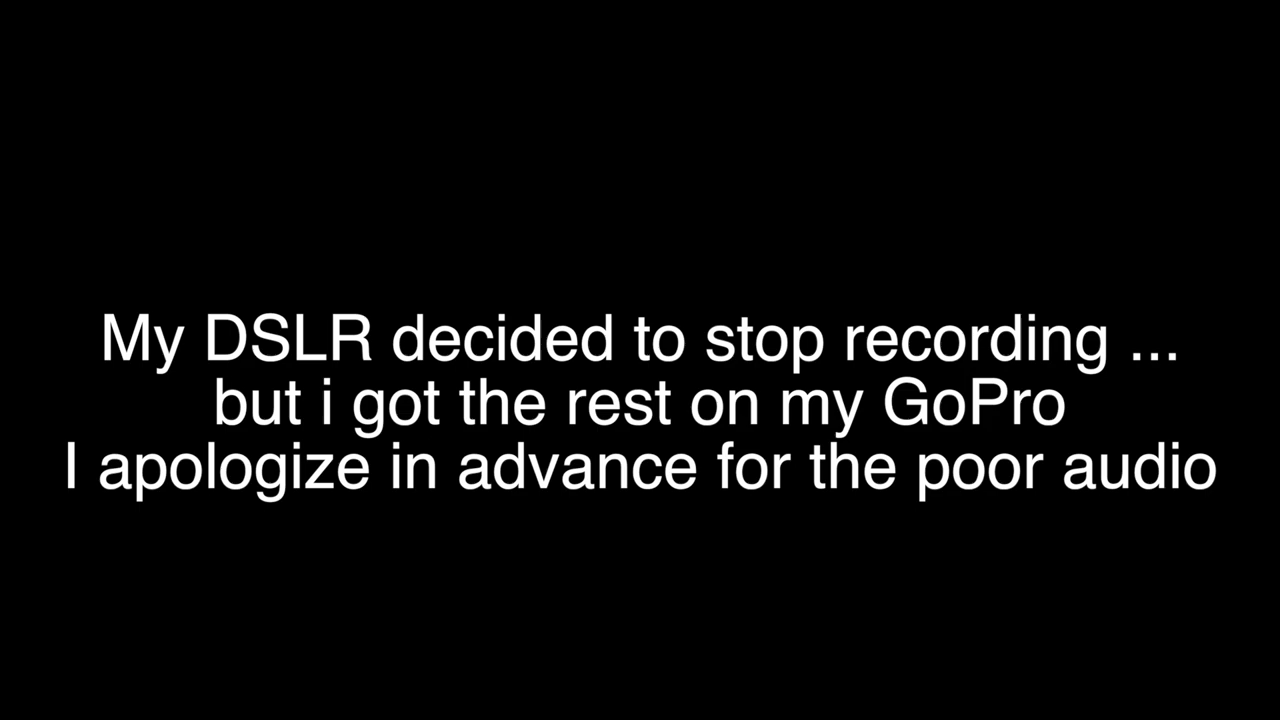 My DSLR decided to stop recording ...
but i got the rest on my GoPro
I apologize in advance for the poor audio